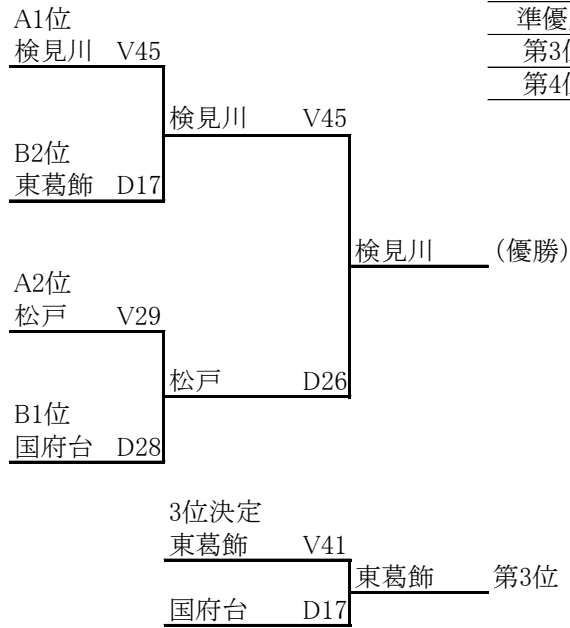 A1位
検見川 V45
検見川 V45
B2位
東葛飾 D17
検見川 (優勝)
A2位
松戸 V29
松戸 D26
B1位
国府台 D28
3位決定
東葛飾 V41
東葛飾 第3位
国府台 D17
準優
第3
第4